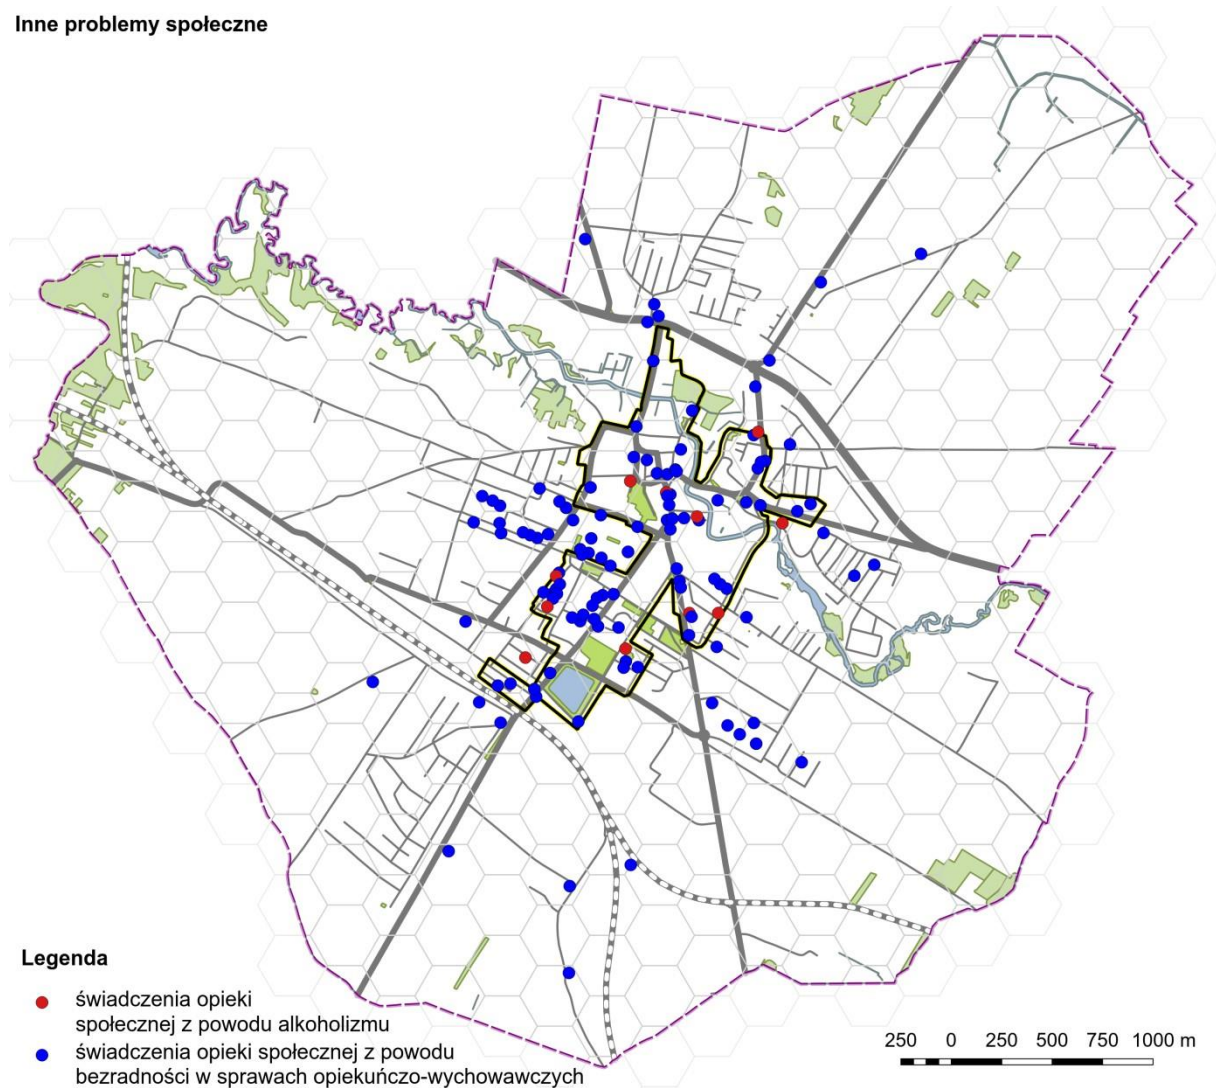 Inne problemy społeczne
Legenda
świadczenia opieki
społecznej z powodu alkoholizmu
świadczenia opieki społecznej z powodu
bezradności w sprawach opiekuńczo-wychowawczych
250 0 250 500 750 1000 m